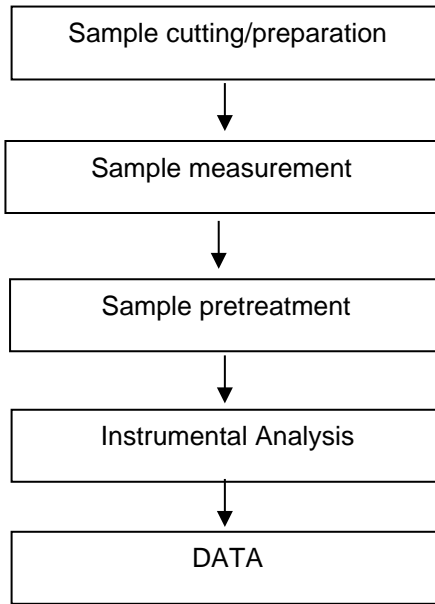 Sample cutting/preparation
Sample measurement
Sample pretreatment
Instrumental Analysis
DATA